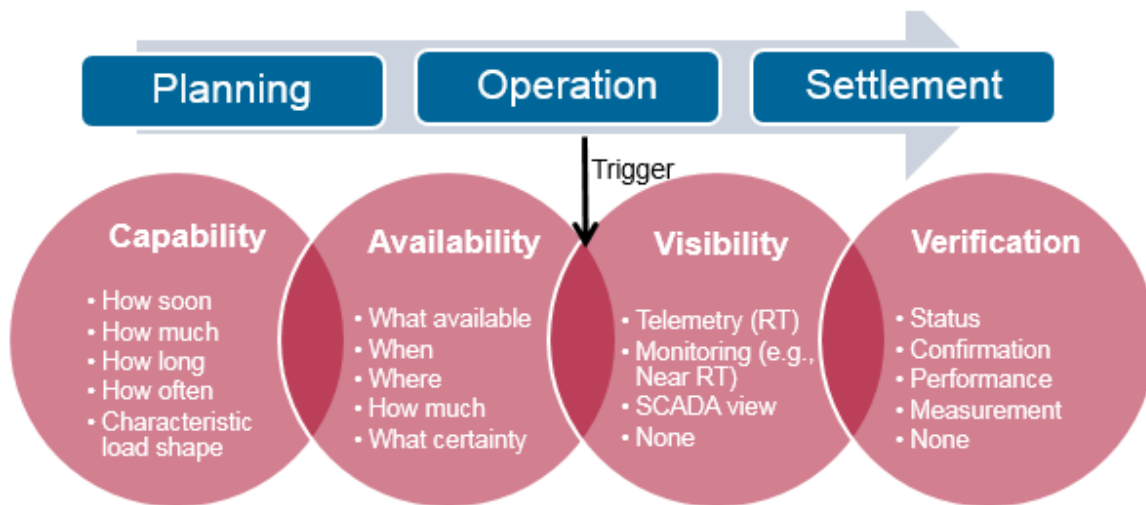 Planning
Operation
Settlement
Trigger
Capability
• How soon
• How much
• How long
• How often
• Characteristic
load shape
Availability
• What available
• When
• Where
• How much
• What certainty
Visibility
• Telemetry (RT)
• Monitoring (e.g.,
Near RT)
• SCADA view
• None
Verification
• Status
• Confirmation
• Performance
• Measurement
• None